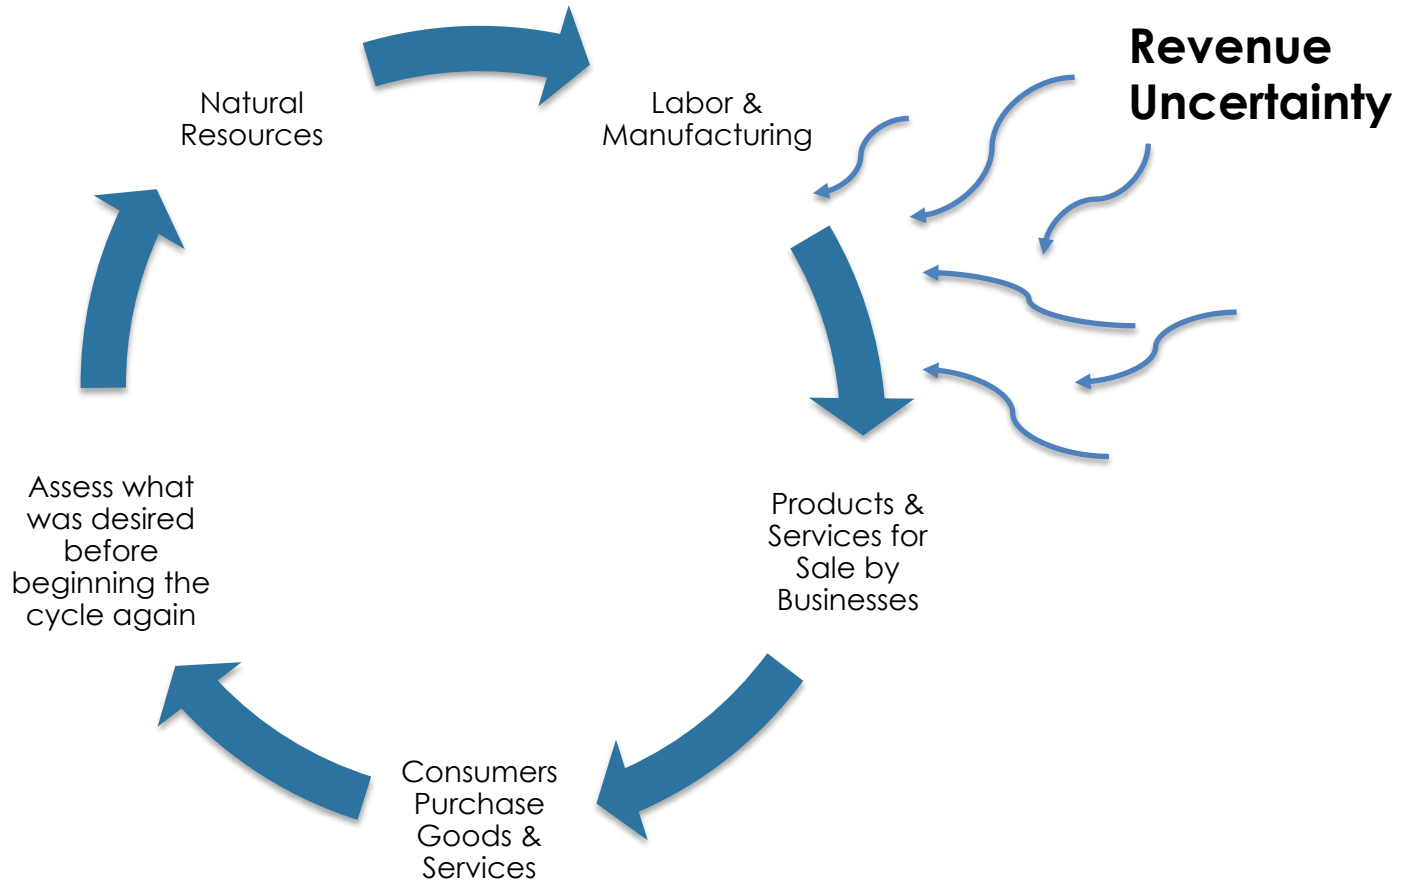 Revenue
Uncertainty
Natural
Resources
Labor &
Manufacturing
Products &
Services for
Sale by
Businesses
Consumers
Purchase
Goods &
Services
Assess what
was desired
before
beginning the
cycle again